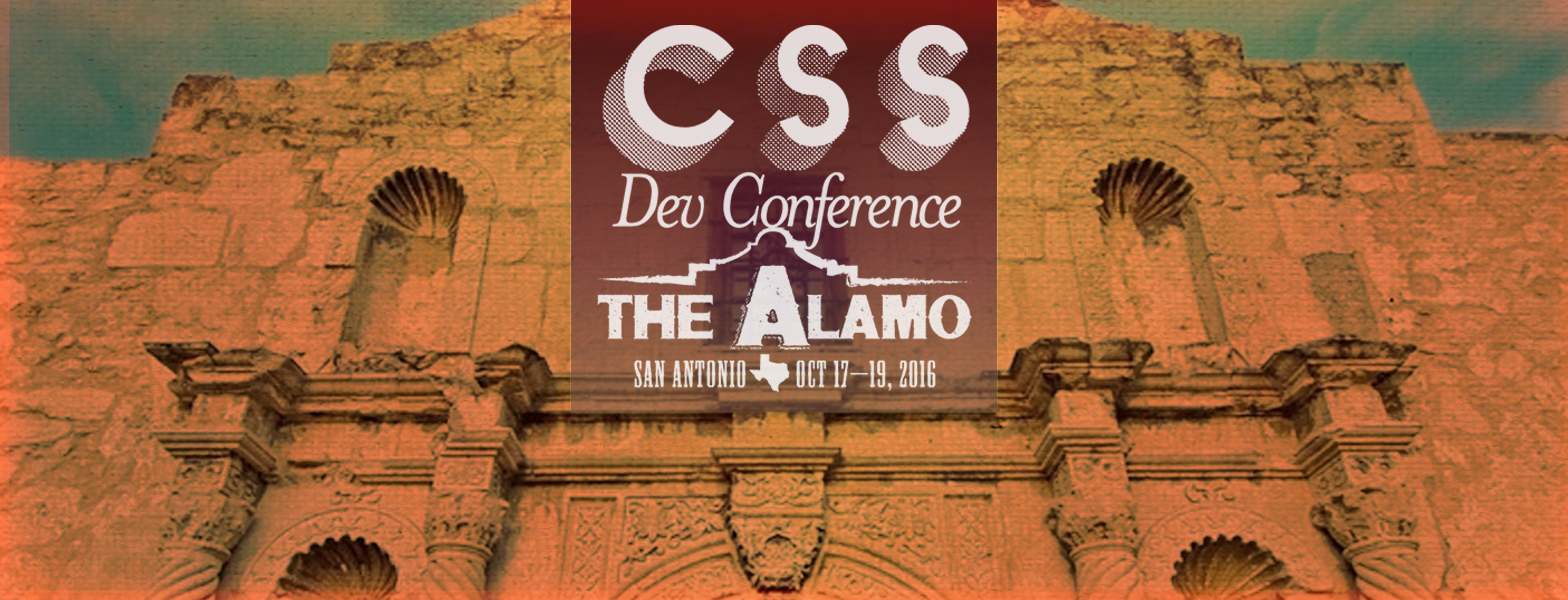 CSS
Dev Conference
THE ALAMO
SAN ANTONIO OCT 17—19, 2016